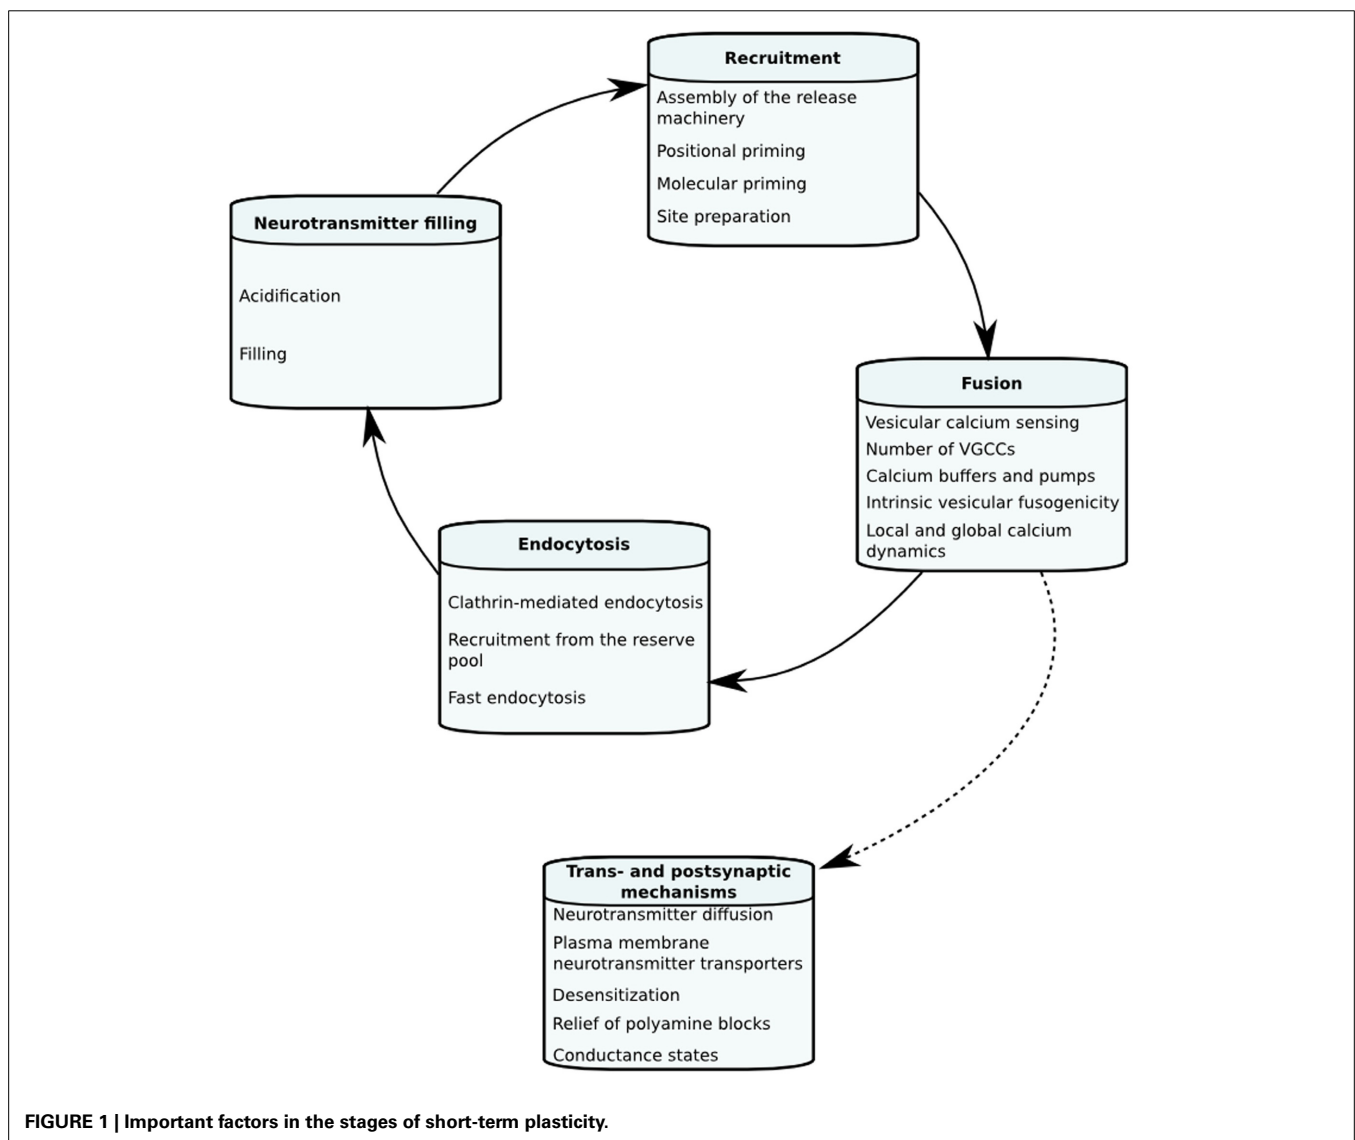 Recruitment
Assembly of the release
machinery
Positional priming
Molecular priming
Site preparation
Neurotransmitter filling
Acidification
Filling
Fusion
Vesicular calcium sensing
Number of VGCCs
Calcium buffers and pumps
Intrinsic vesicular fusogenicity
Local and global calcium
dynamics
Endocytosis
Clathrin-mediated endocytosis
Recruitment from the reserve
pool
Fast endocytosis
Trans- and postsynaptic
mechanisms
Neurotransmitter diffusion
Plasma membrane
neurotransmitter transporters
Desensitization
Relief of polyamine blocks
Conductance states
FIGURE 1 | Important factors in the stages of short-term plasticity.